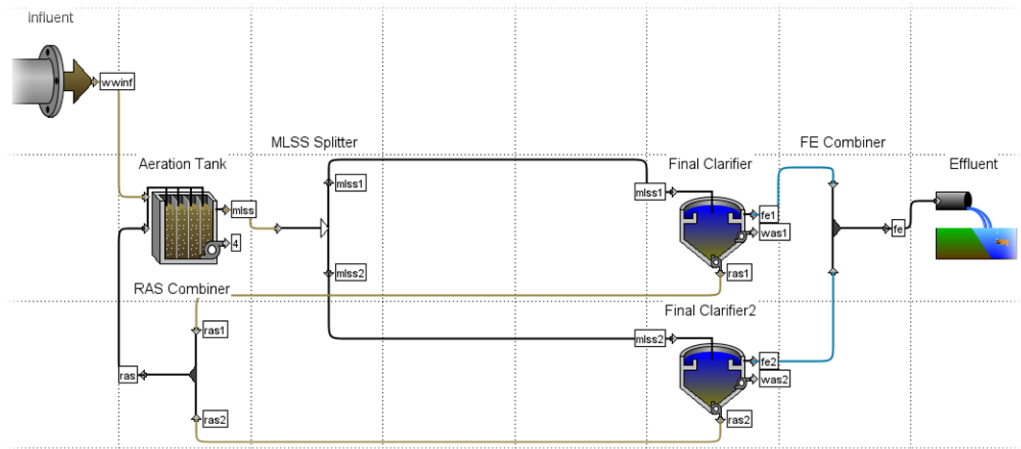 Influent
wwinf
MLSS Splitter
FE Combiner
Aeration Tank
Final Clarifier
Effluent
mlss1
mlss1
mlss
fe1
fe
was1
4
mlss2
ras1
RAS Combiner
Final Clarifier2
ras1
mlss2
fe2
ras
was2
ras2
ras2